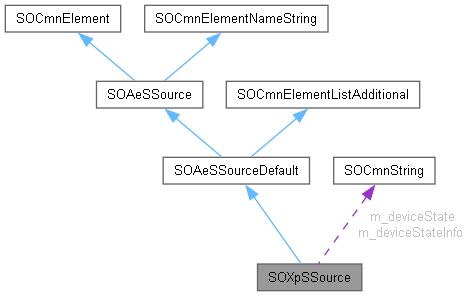 SOCmnElement
SOCmnElementNameString
SOAeSSource
SOCmnElementListAdditional
SOAeSSourceDefault
SOCmnString
m_deviceState
m_deviceStateInfo
SOXpSSource